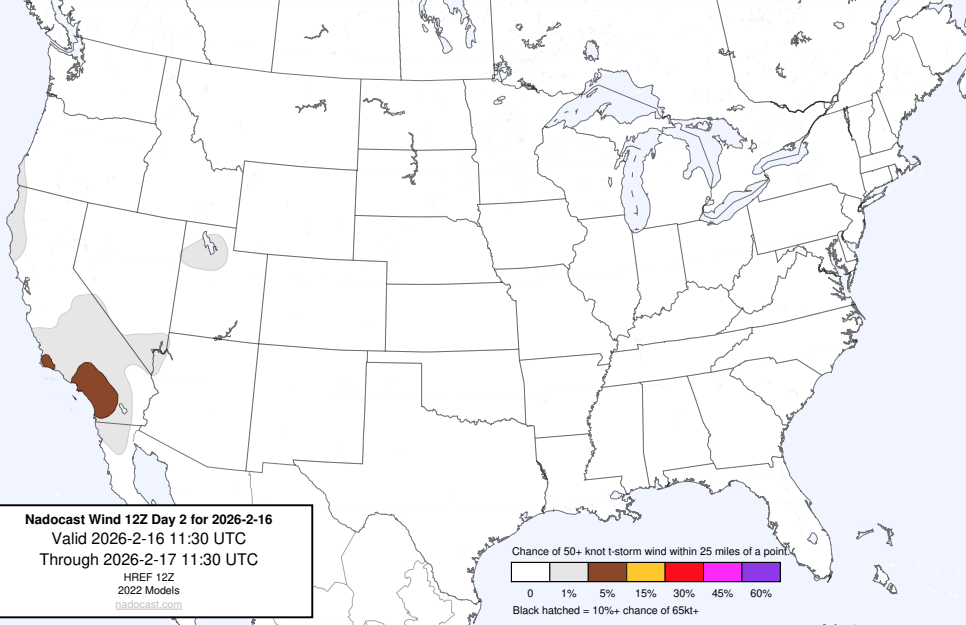 Nadocast Wind 12Z Day 2 for 2026-2-16
Valid 2026-2-16 11:30 UTC
Through 2026-2-17 11:30 UTC
HREF 12Z
2022 Models
nadocast.com
Chance of 50+ knot t-storm wind within 25 miles of a point.
0 1% 5% 15% 30% 45% 60%
Black hatched = 10%+ chance of 65kt+